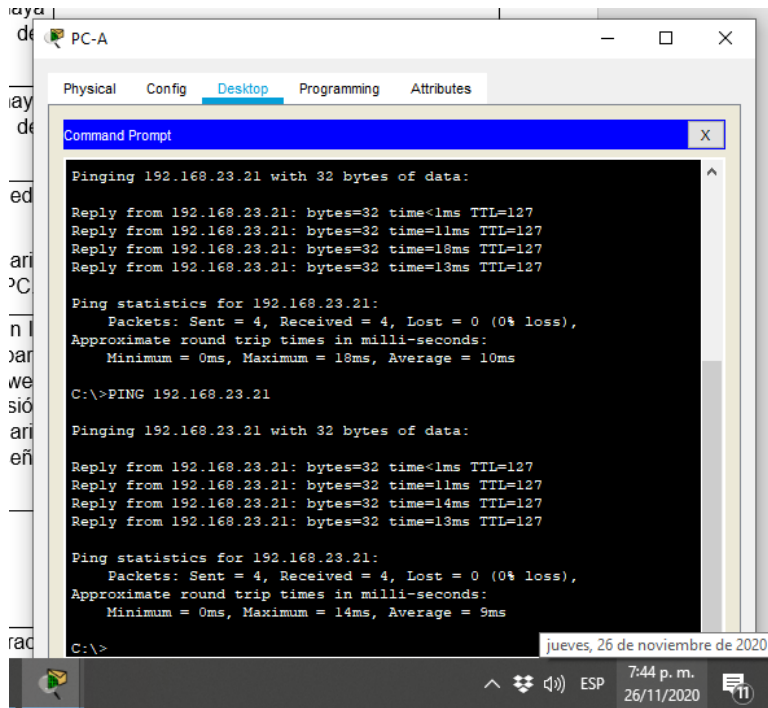 de
PC-A
Physical Config Desktop Programming Attributes
de
Command Prompt
X
Pinging 192.168.23.21 with 32 bytes of data:
Reply from 192.168.23.21: bytes=32 time<1ms TTL=127
Reply from 192.168.23.21: bytes=32 time=11ms TTL=127
Reply from 192.168.23.21: bytes=32 time=18ms TTL=127
Reply from 192.168.23.21: bytes=32 time=13ms TTL=127
Ping statistics for 192.168.23.21:
Packets: Sent = 4, Received = 4, Lost = 0 (0% loss),
Approximate round trip times in milli-seconds:
Minimum = 0ms, Maximum = 18ms, Average = 10ms
C:\>PING 192.168.23.21
Pinging 192.168.23.21 with 32 bytes of data:
Reply from 192.168.23.21: bytes=32 time<1ms TTL=127
Reply from 192.168.23.21: bytes=32 time=11ms TTL=127
Reply from 192.168.23.21: bytes=32 time=14ms TTL=127
Reply from 192.168.23.21: bytes=32 time=13ms TTL=127
Ping statistics for 192.168.23.21:
Packets: Sent = 4, Received = 4, Lost = 0 (0% loss),
Approximate round trip times in milli-seconds:
Minimum = 0ms, Maximum = 14ms, Average = 9ms
C:\>
jueves, 26 de noviembre de 2020
ESP
7:44 p. m.
26/11/2020
11